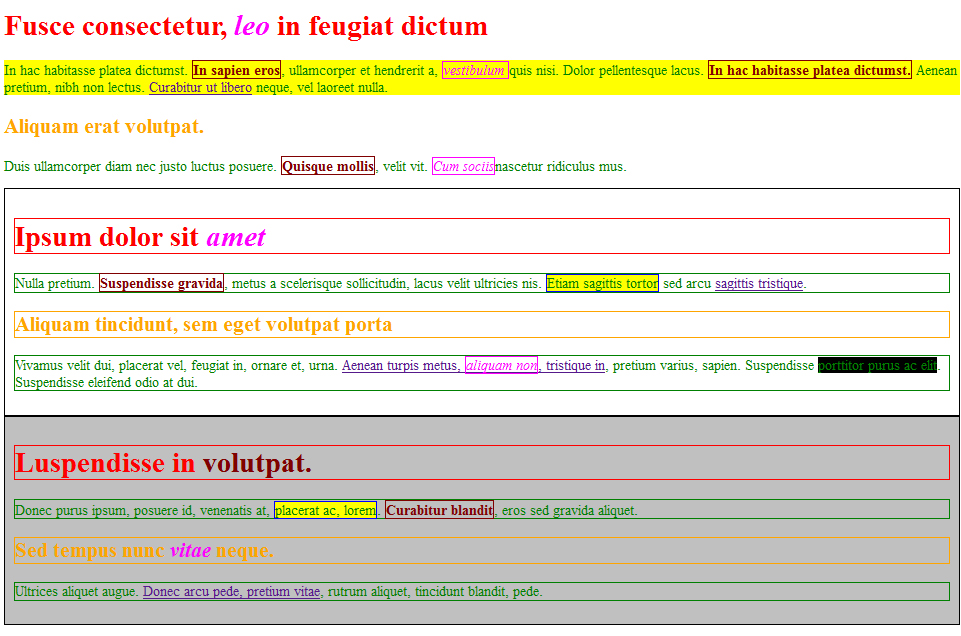 Fusce consectetur, leo in feugiat dictum
In hac habitasse platea dictumst. In sapien eros, ullamcorper et hendrerit a, vestibulum quis nisi. Dolor pellentesque lacus. In hac habitasse platea dictumst. Aenean
pretium, nibh non lectus. Curabitur ut libero neque, vel laoreet nulla.
Aliquam erat volutpat.
Duis ullamcorper diam nec justo luctus posuere. Quisque mollis, velit vit. Cum sociis nascetur ridiculus mus.
Ipsum dolor sit amet
Nulla pretium. Suspendisse gravida, metus a scelerisque sollicitudin, lacus velit ultricies nis. Etiam sagittis tortor sed arcu sagittis tristique.
Aliquam tincidunt, sem eget volutpat porta
Vivamus velit dui, placerat vel, feugiat in, ornare et, urna. Aenean turpis metus, aliquam non, tristique in, pretium varius, sapien. Suspendisse porttitor purus ac elit.
Suspendisse eleifend odio at dui.
Luspendisse in volutpat.
Donec purus ipsum, posuere id, venenatis at, placerat ac, lorem. Curabitur blandit, eros sed gravida aliquet.
Sed tempus nunc vitae neque.
Ultrices aliquet augue. Donec arcu pede, pretium vitae, rutrum aliquet, tincidunt blandit, pede.